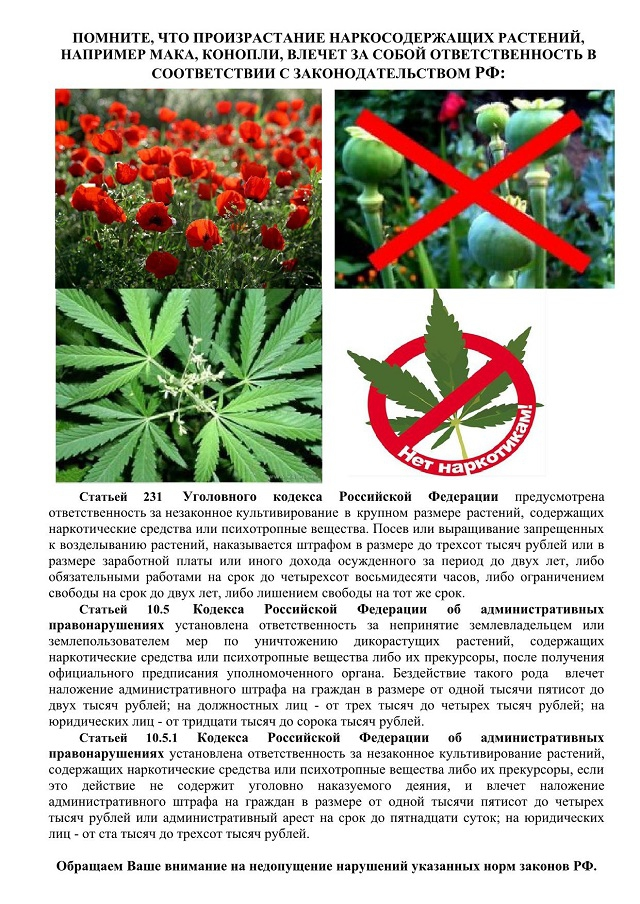 ПОМНИТЕ, ЧТО ПРОИЗРАСТАНИЕ НАРКОСОДЕРЖАЩИХ РАСТЕНИЙ,
НАПРИМЕР МАКА, КОНОПЛИ, ВЛЕЧЕТ ЗА СОБОЙ ОТВЕТСТВЕННОСТЬ В
СООТВЕТСТВИИ С ЗАКОНОДАТЕЛЬСТВОМ РФ:
Нет наркотикам!
Статьей 231 Уголовного кодекса Российской Федерации предусмотрена
ответственность за незаконное культивирование в крупном размере растений, содержащих
наркотические средства или психотропные вещества. Посев или выращивание запрещенных
к возделыванию растений, наказывается штрафом в размере до трехсот тысяч рублей или в
размере заработной платы или иного дохода осужденного за период до двух лет, либо
обязательными работами на срок до четырехсот восьмидесяти часов, либо ограничением
свободы на срок до двух лет, либо лишением свободы на тот же срок.
Статьей 10.5 Кодекса Российской Федерации об административных
правонарушениях установлена ответственность за непринятие землевладельцем или
землепользователем мер по уничтожению дикорастущих растений, содержащих
наркотические средства или психотропные вещества либо их прекурсоры, после получения
официального предписания уполномоченного органа. Бездействие такого рода влечет
наложение административного штрафа на граждан в размере от одной тысячи пятисот до
двух тысяч рублей; на должностных лиц - от трех тысяч до четырех тысяч рублей; на
юридических лиц - от тридцати тысяч до сорока тысяч рублей.
Статьей 10.5.1 Кодекса Российской Федерации об административных
правонарушениях установлена ответственность за незаконное культивирование растений,
содержащих наркотические средства или психотропные вещества либо их прекурсоры, если
это действие не содержит уголовно наказуемого деяния, и влечет наложение
административного штрафа на граждан в размере от одной тысячи пятисот до четырех
тысяч рублей или административный арест на срок до пятнадцати суток; на юридических
лиц - от ста тысяч до трехсот тысяч рублей.
Обращаем Ваше внимание на недопущение нарушений указанных норм законов РФ.